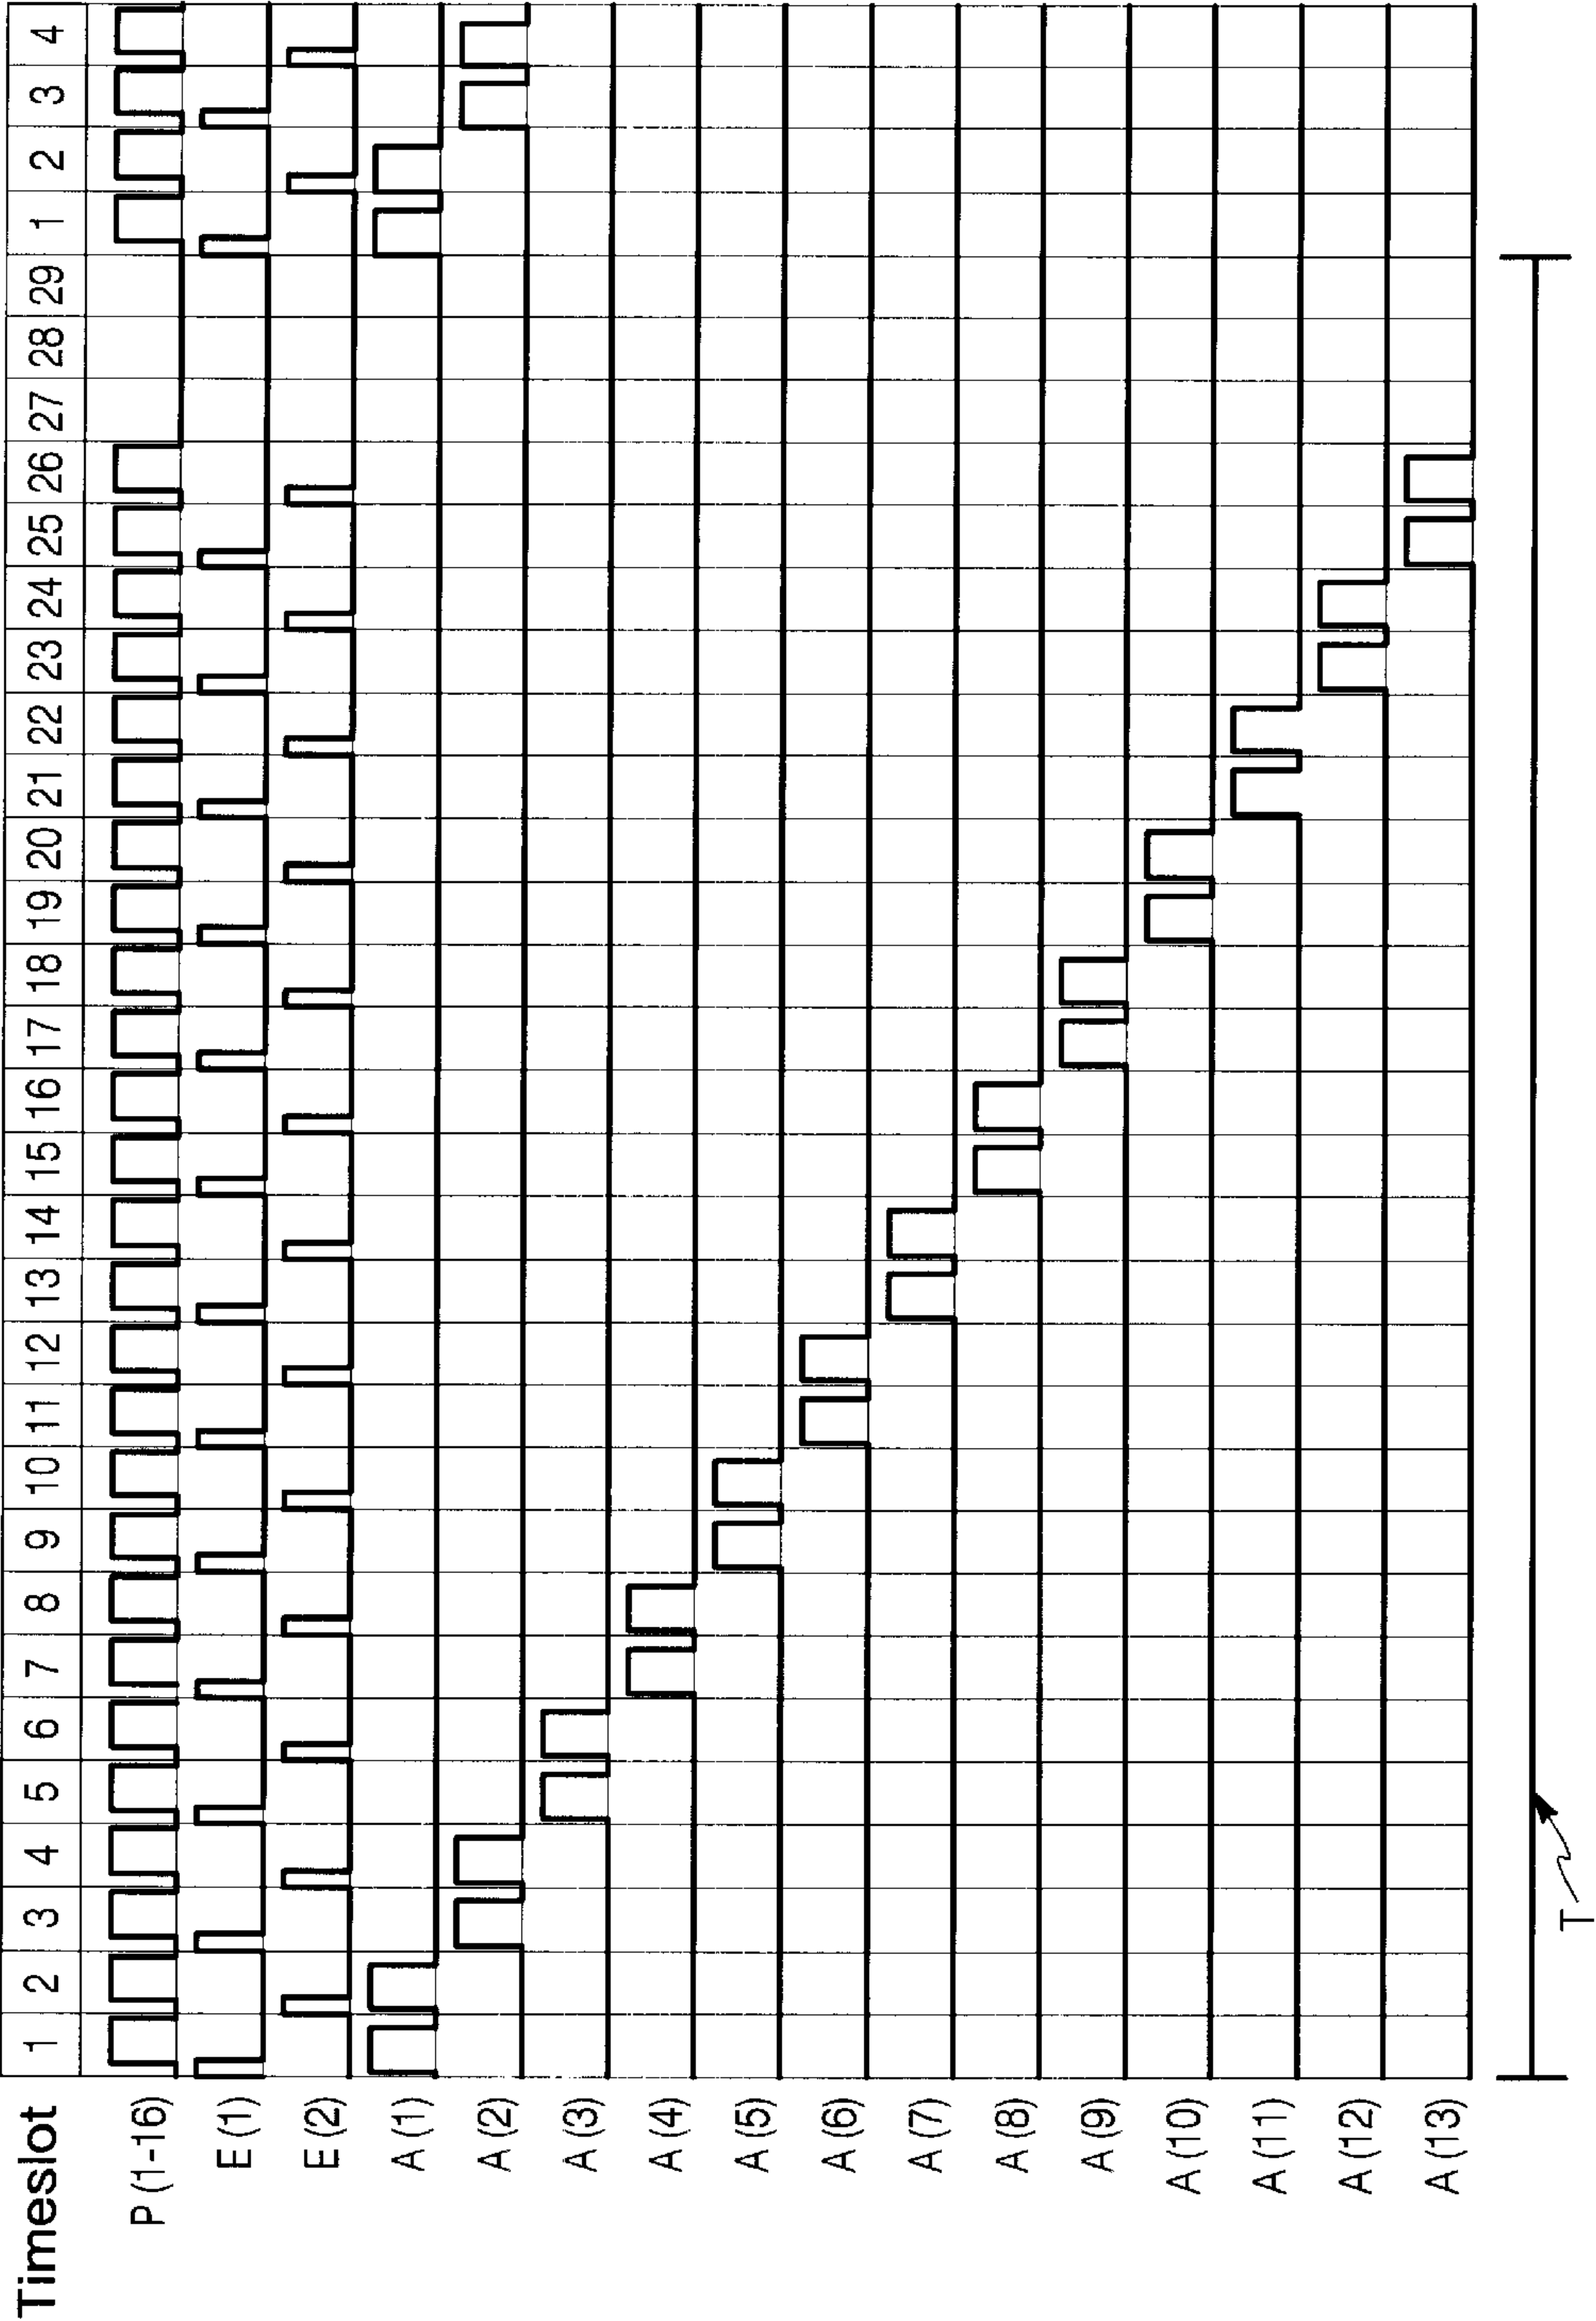 Timeslot 1 2 3 4 5 6 7 8 9 10 11 12 13 14 15 16 17 18 19 20 21 22 23 24 25 26 27 28 29 1 2 3 4
P (1-16)
E (1)
E (2)
A (1)
A (2)
A (3)
A (4)
A (5)
A (6)
A (7)
A (8)
A (9)
A (10)
A (11)
A (12)
A (13)
T